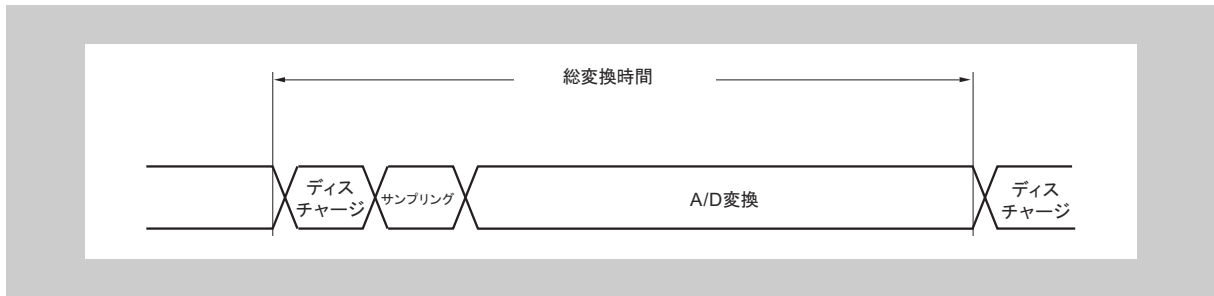 総変換時間
ディス
チャージ
サンプリング
A/D変換
ディス
チャージ